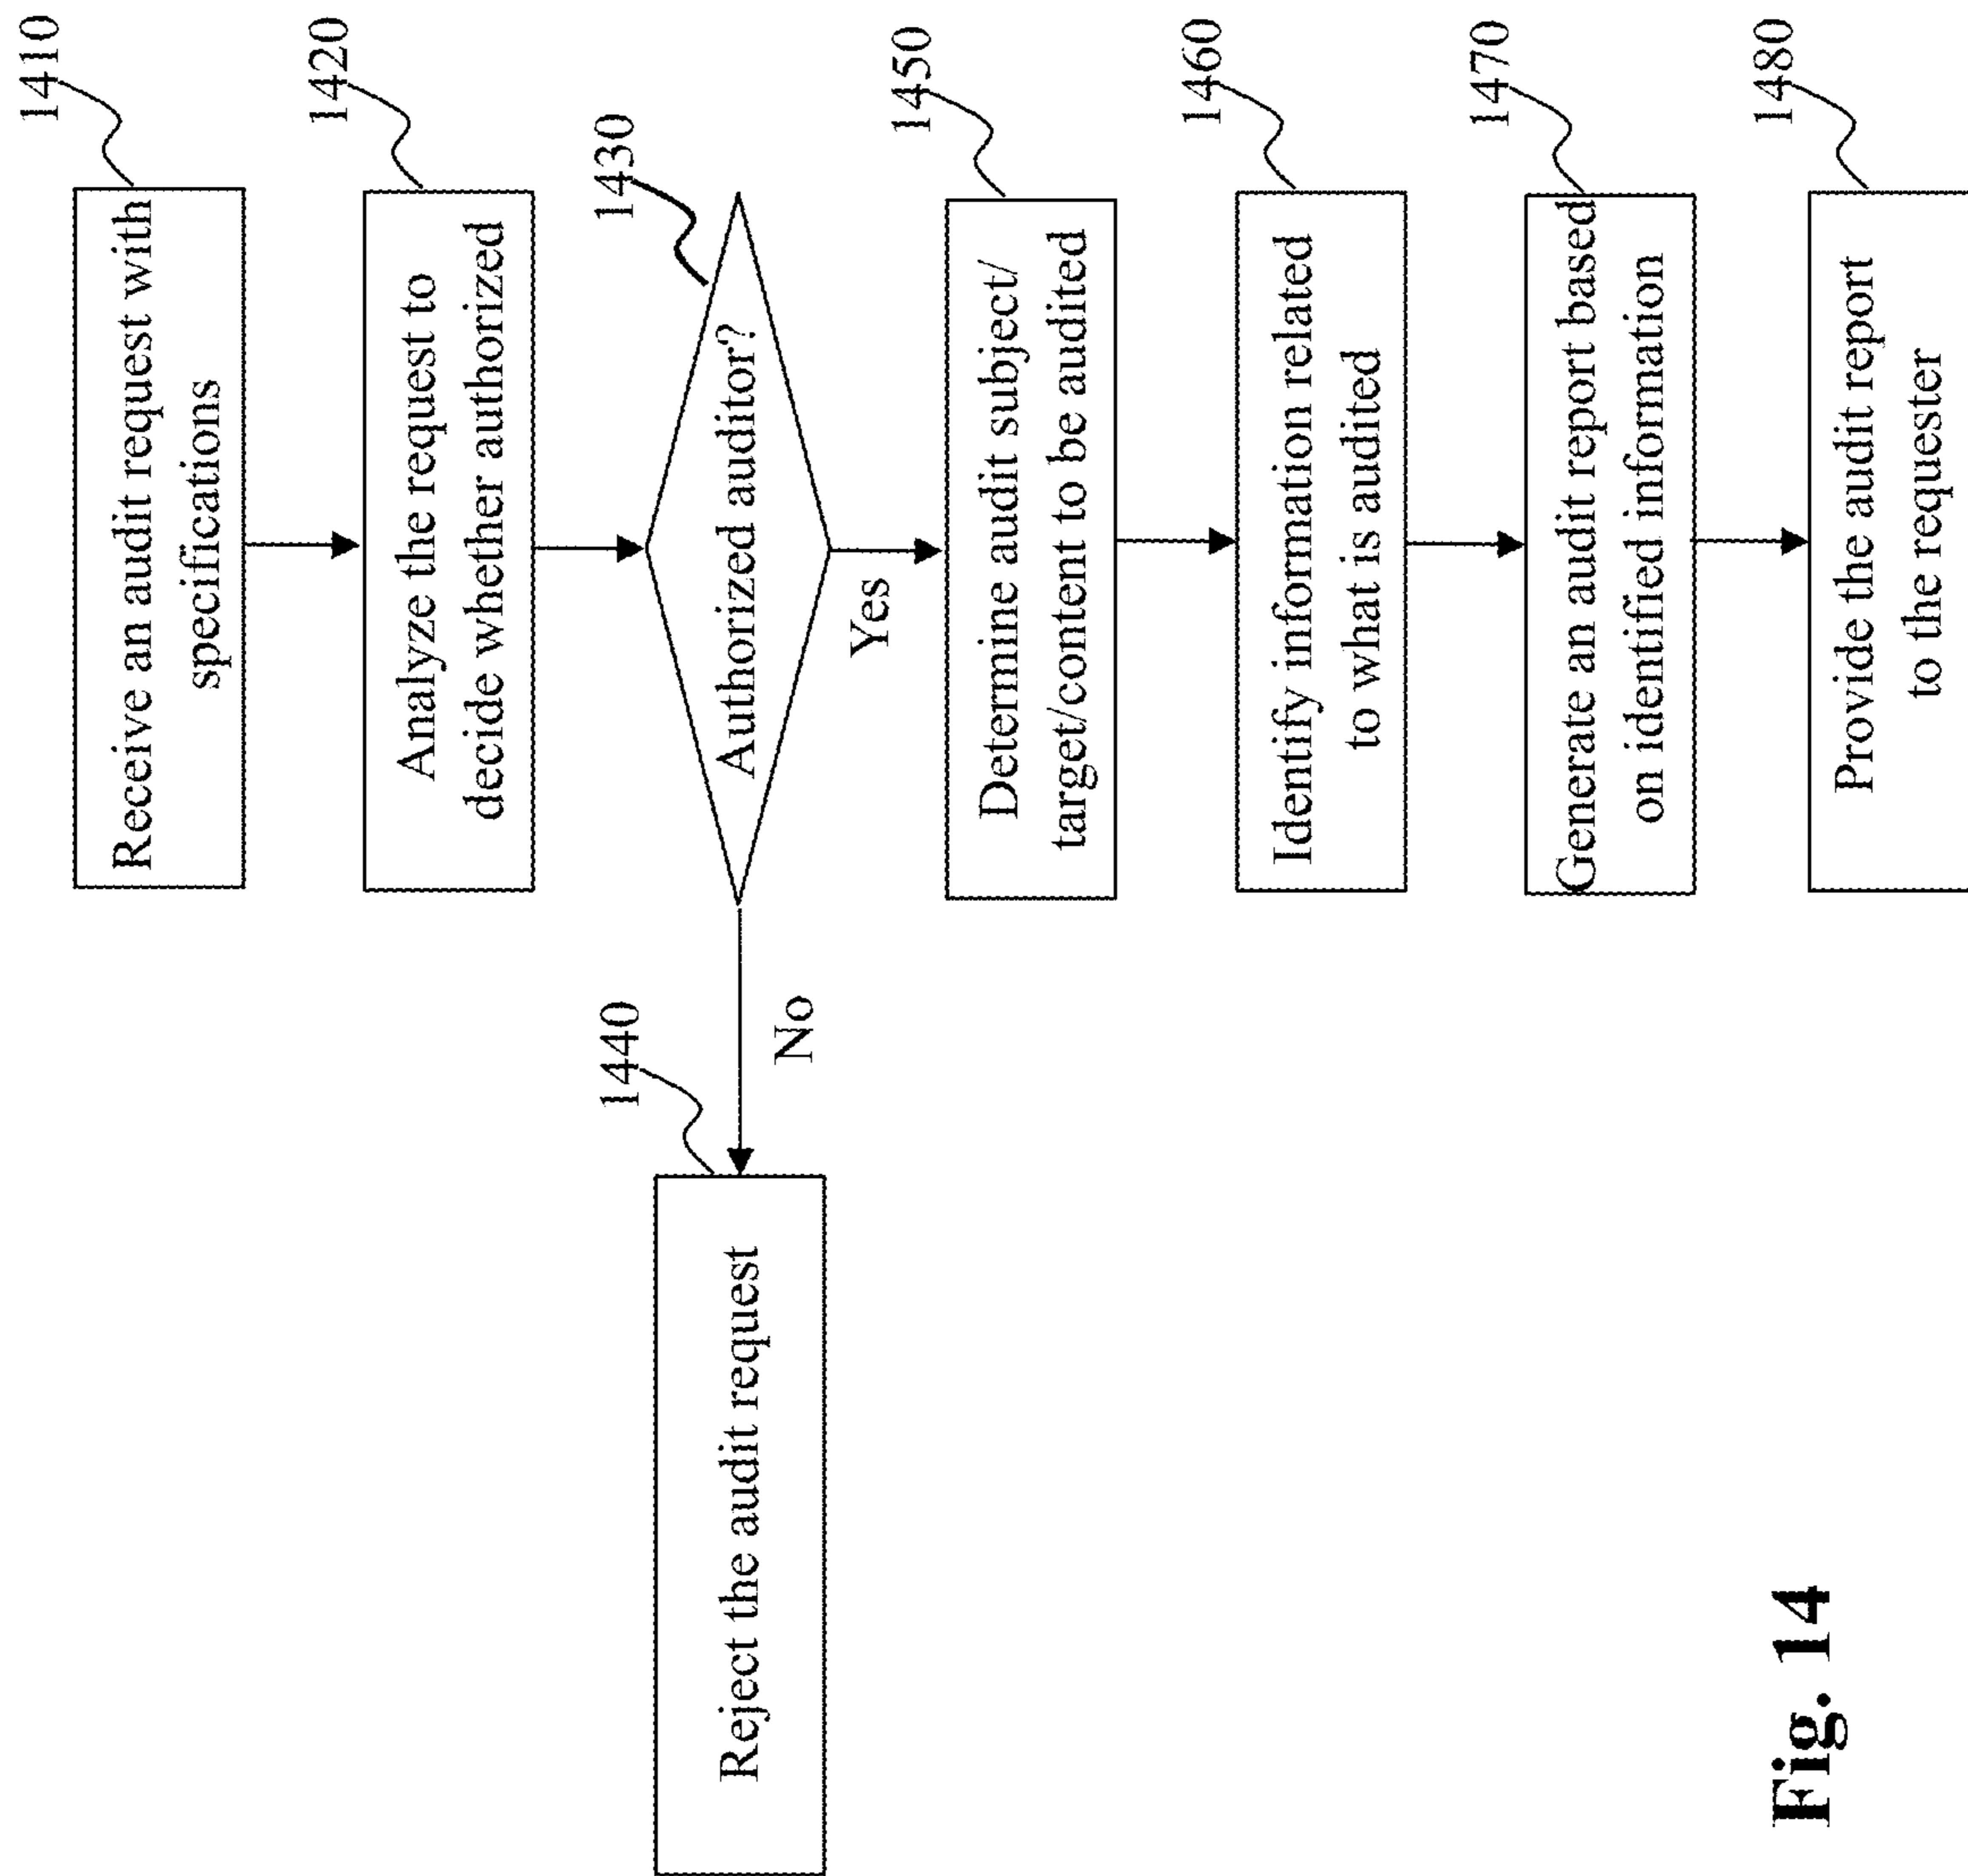 1410
Receive an audit request with
specifications
1420
Analyze the request to
decide whether authorized
1430
Authorized auditor?
Yes
No
1440
Reject the audit request
1450
Determine audit subject/
target/content to be audited
1460
Identify information related
to what is audited
1470
Generate an audit report based
on identified information
1480
Provide the audit report
to the requester
Fig. 14